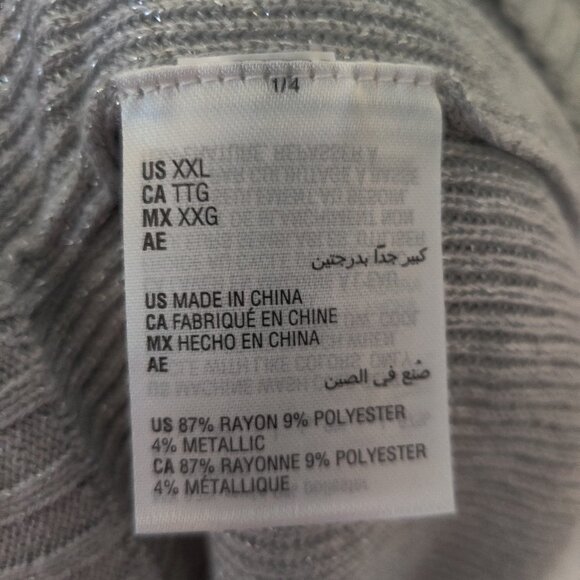 1/4
US XXL
CA TTG
MX XXG
AE
كبير جدًا بدرجتين
US MADE IN CHINA
CA FABRIQUÉ EN CHINE
MX HECHO EN CHINA
AE
صُنع في الصين
US 87% RAYON 9% POLYESTER
4% METALLIC
CA 87% RAYONNE 9% POLYESTER
4% MÉTALLIQUE